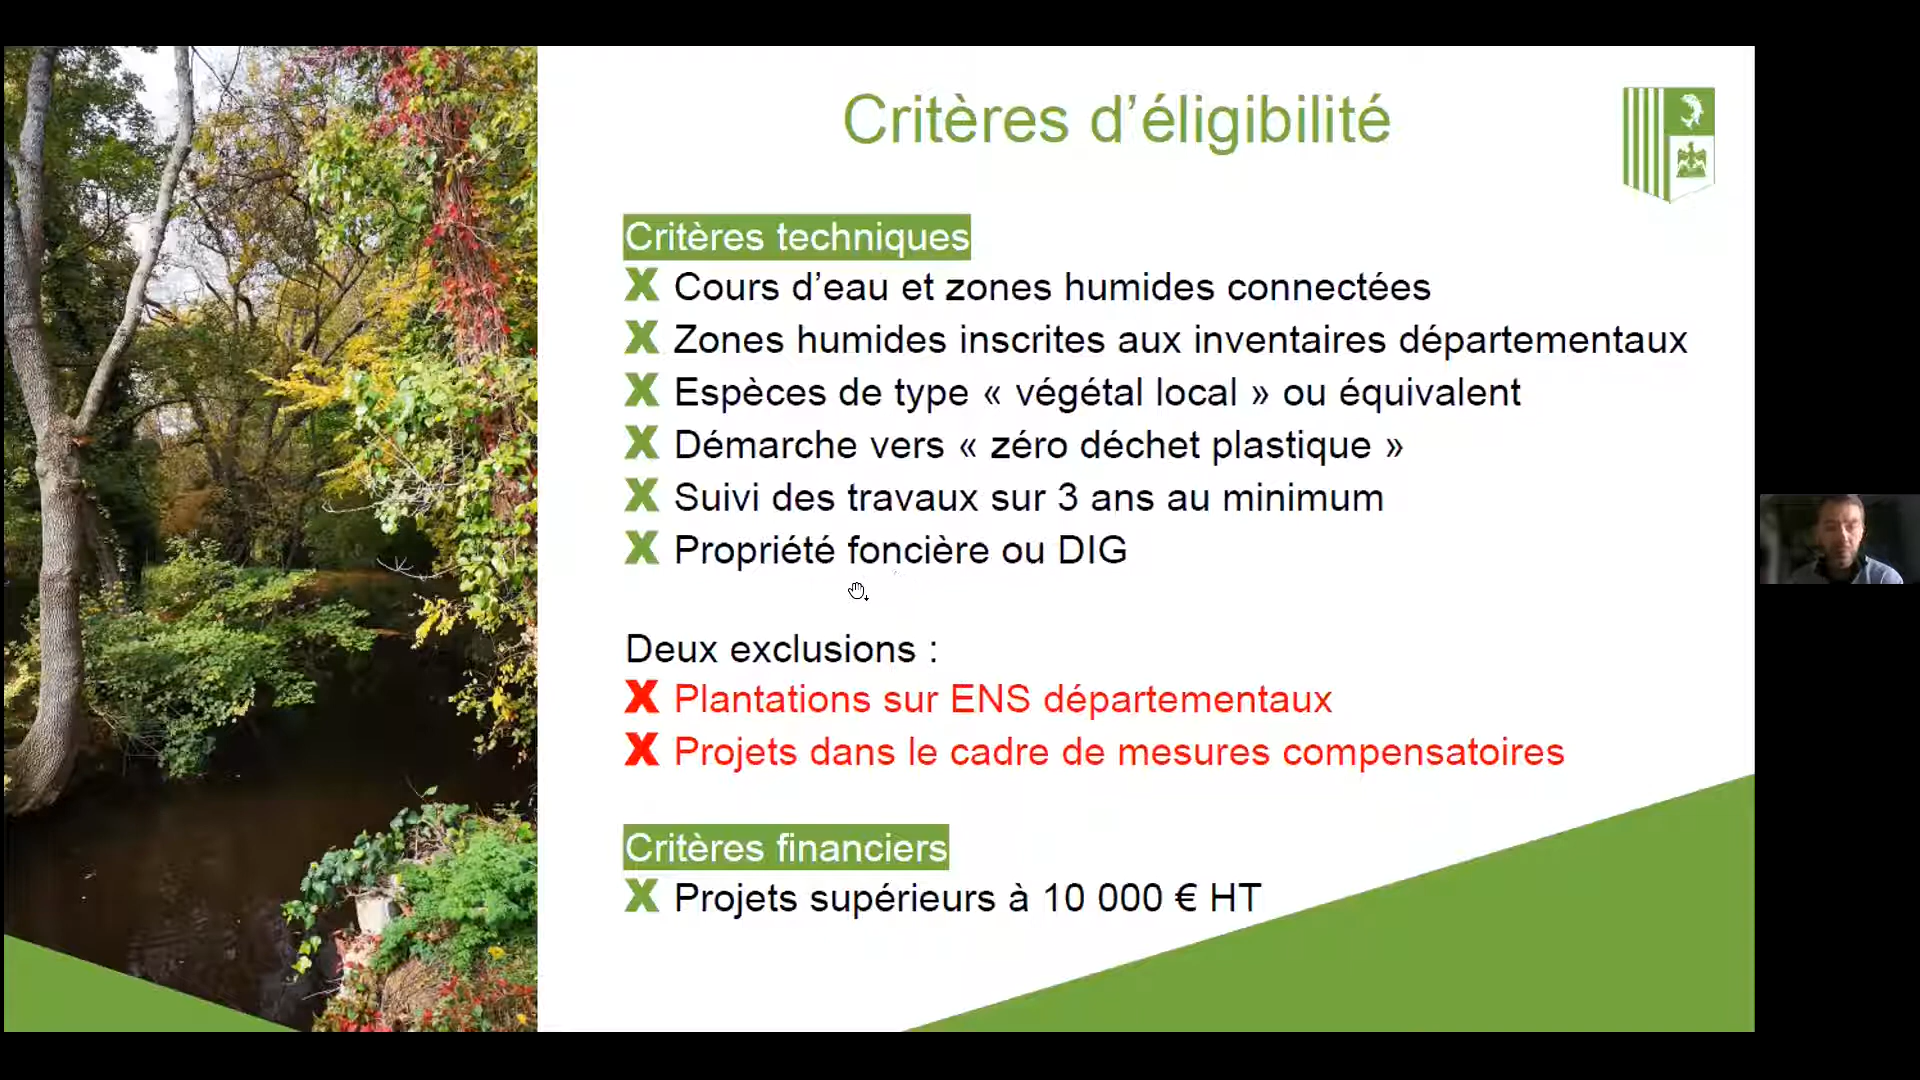 Critères d’éligibilité
Critères techniques
X Cours d’eau et zones humides connectées
X Zones humides inscrites aux inventaires départementaux
X Espèces de type « végétal local » ou équivalent
X Démarche vers « zéro déchet plastique »
X Suivi des travaux sur 3 ans au minimum
X Propriété foncière ou DIG
Deux exclusions :
X Plantations sur ENS départementaux
X Projets dans le cadre de mesures compensatoires
Critères financiers
X Projets supérieurs à 10 000 € HT